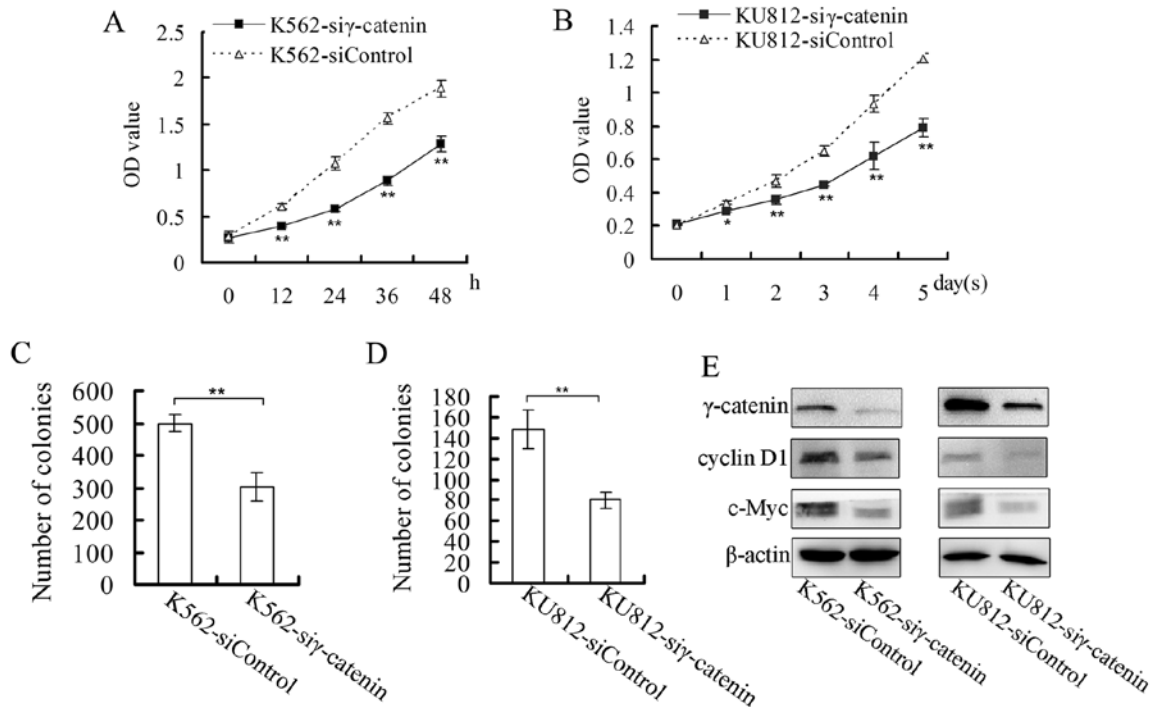 A
K562-siγ-catenin
K562-siControl
2.5
2
1.5
1
0.5
0
OD value
**
**
**
**
0 12 24 36 48 h
B
KU812-siγ-catenin
KU812-siControl
1.4
1.2
1
0.8
0.6
0.4
0.2
0
OD value
*
**
**
**
**
0 1 2 3 4 5 day(s)
C
600
500
400
300
200
100
0
Number of colonies
**
K562-siControl
K562-siγ-catenin
D
180
160
140
120
100
80
60
40
20
0
Number of colonies
**
KU812-siControl
KU812-siγ-catenin
E
γ-catenin
cyclin D1
c-Myc
β-actin
K562-siControl
K562-siγ-catenin
KU812-siControl
KU812-siγ-catenin